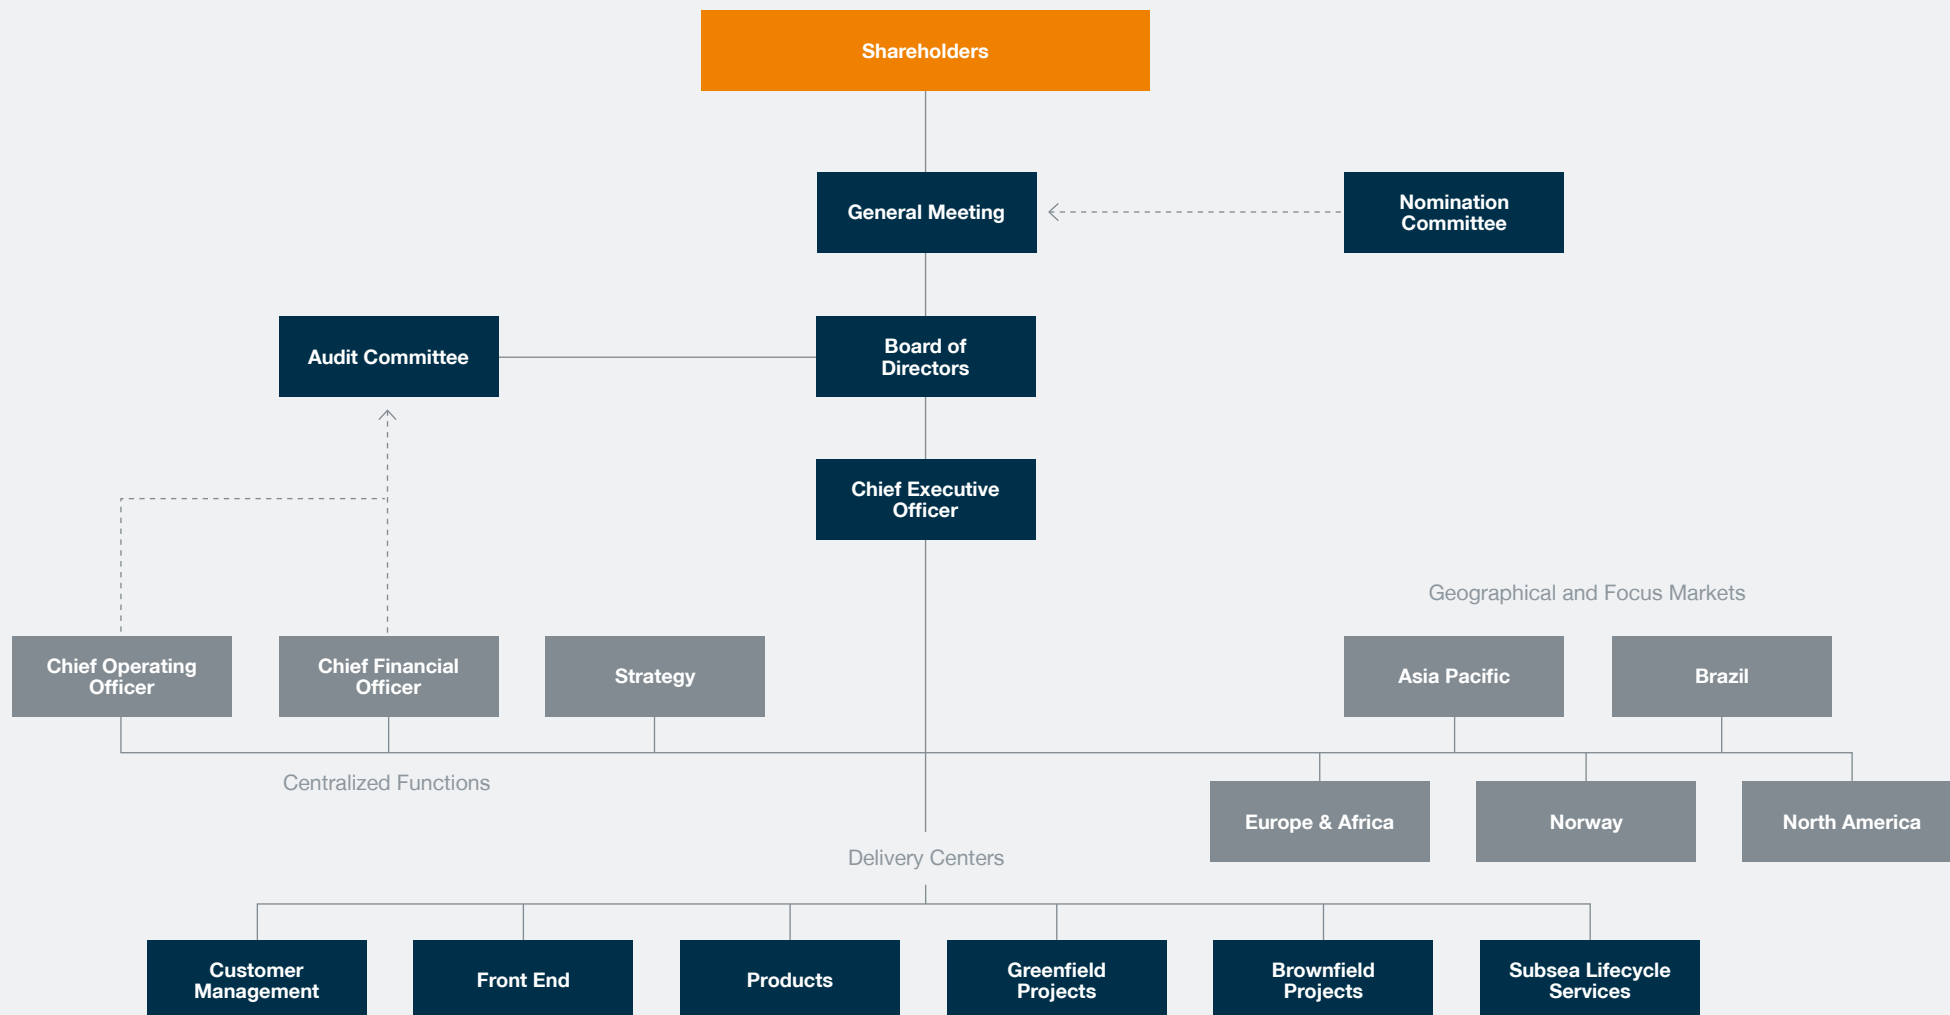 Shareholders
General Meeting
Nomination
Committee
Audit Committee
Board of
Directors
Chief Executive
Officer
Geographical and Focus Markets
Chief Operating
Officer
Chief Financial
Officer
Strategy
Asia Pacific
Brazil
Centralized Functions
Europe & Africa
Norway
North America
Delivery Centers
Customer
Management
Front End
Products
Greenfield
Projects
Brownfield
Projects
Subsea Lifecycle
Services